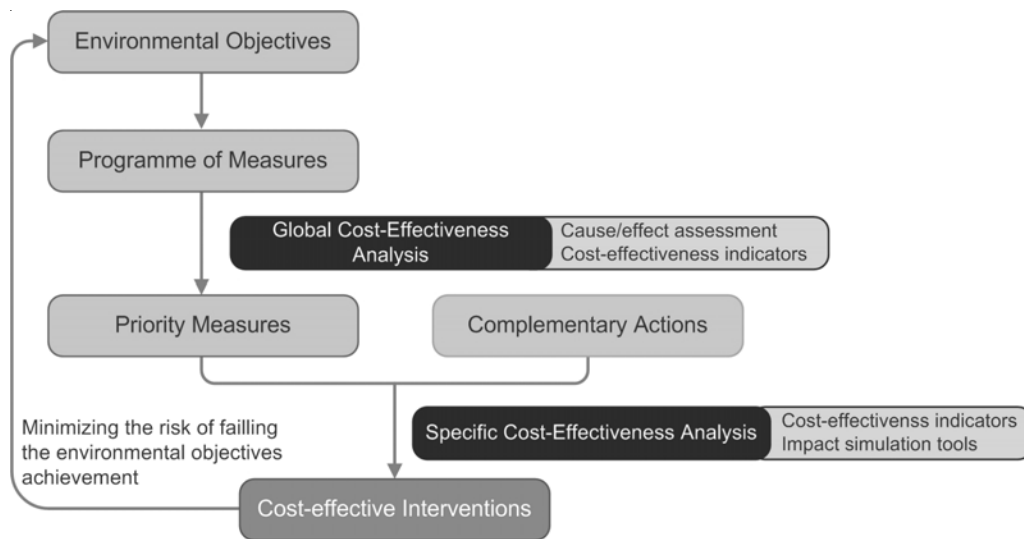 Environmental Objectives
Programme of Measures
Global Cost-Effectiveness
Analysis
Cause/effect assessment
Cost-effectiveness indicators
Priority Measures
Complementary Actions
Minimizing the risk of failling
the environmental objectives
achievement
Specific Cost-Effectiveness Analysis
Cost-effectivenss indicators
Impact simulation tools
Cost-effective Interventions